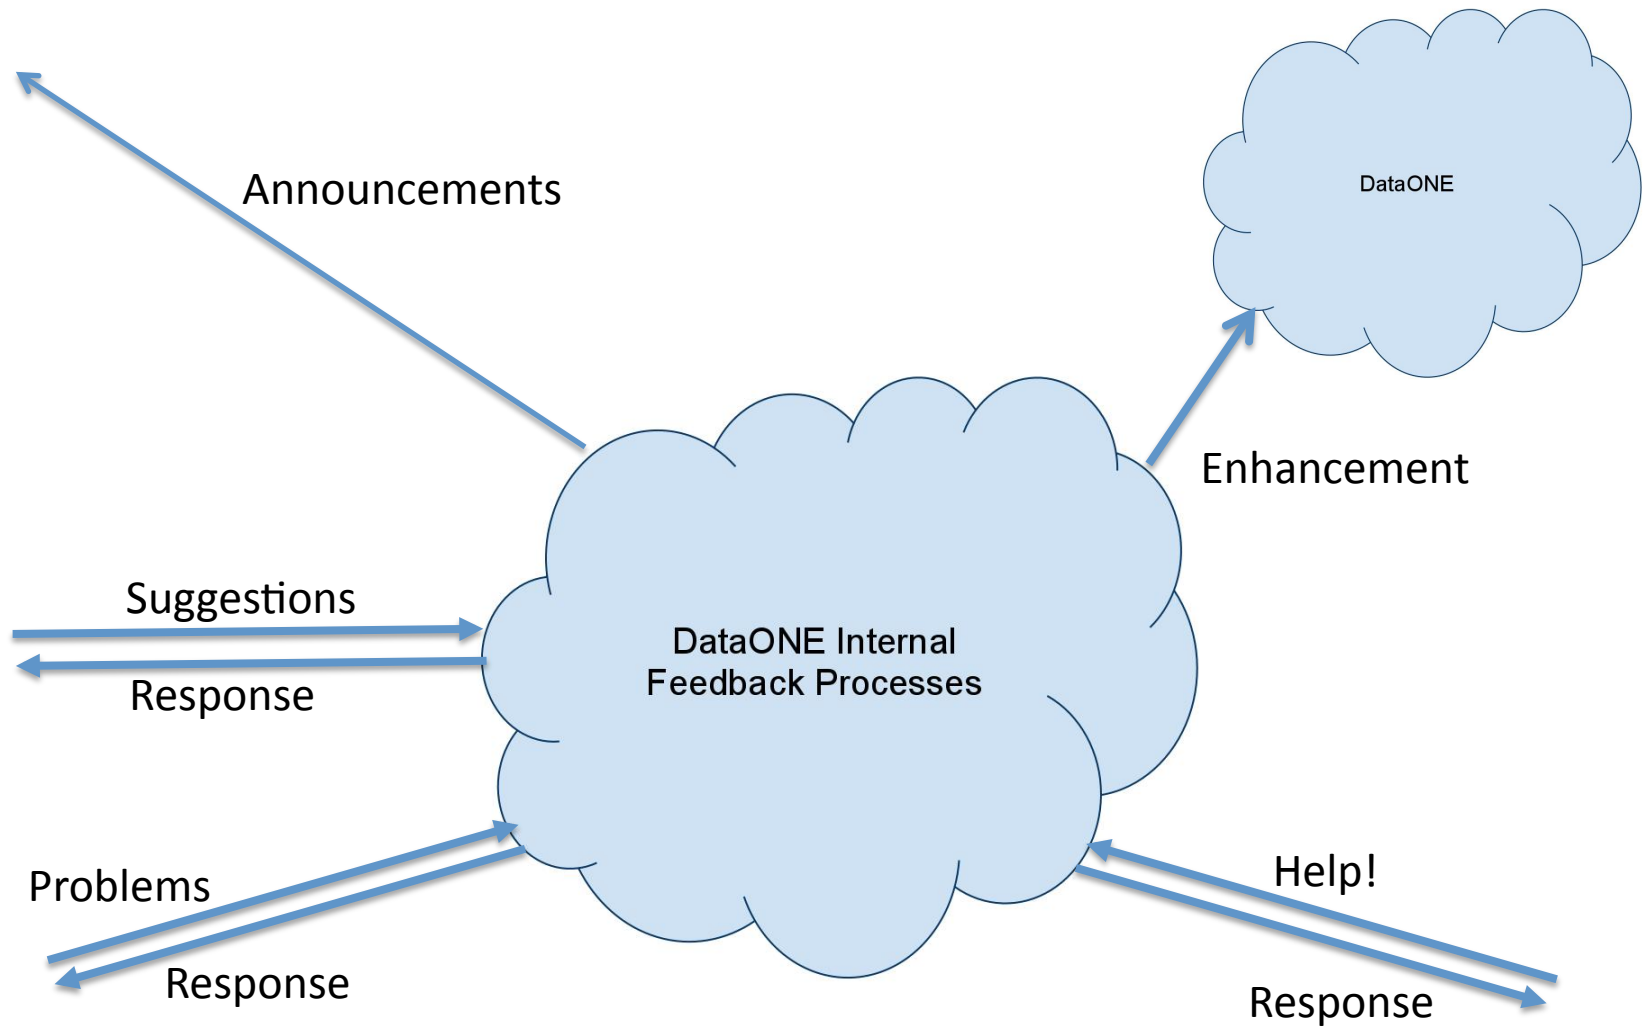 Announcements
DataONE
Enhancement
Suggestions
Response
DataONE Internal
Feedback Processes
Problems
Response
Help!
Response